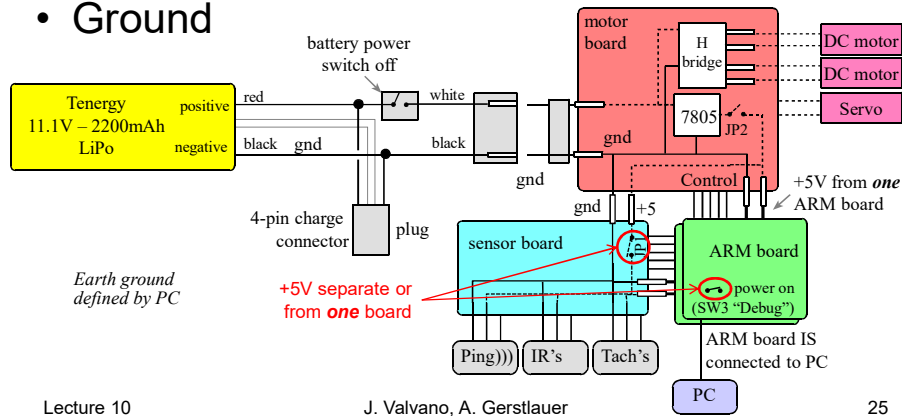 • Ground
battery power
switch off
Tenergy
11.1V – 2200mAh
LiPo
positive
negative
red
white
black
gnd
black
gnd
4-pin charge
connector
plug
Earth ground
defined by PC
motor
board
H
bridge
7805
JP2
gnd
Control
DC motor
DC motor
Servo
+5V from one
ARM board
gnd
+5
sensor board
JP1
+5V separate or
from one board
ARM board
power on
(SW3 “Debug”)
Ping)))
IR's
Tach's
ARM board IS
connected to PC
PC
Lecture 10
J. Valvano, A. Gerstlauer
25